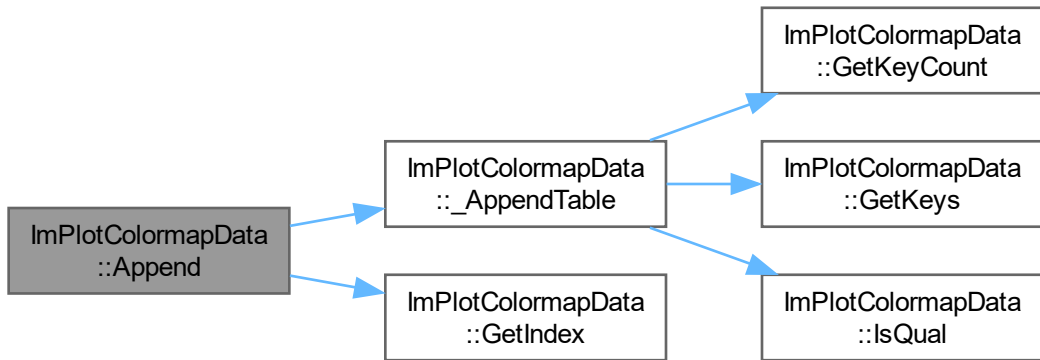 ImPlotColormapData
::Append
ImPlotColormapData
::_AppendTable
ImPlotColormapData
::GetIndex
ImPlotColormapData
::GetKeyCount
ImPlotColormapData
::GetKeys
ImPlotColormapData
::IsQual